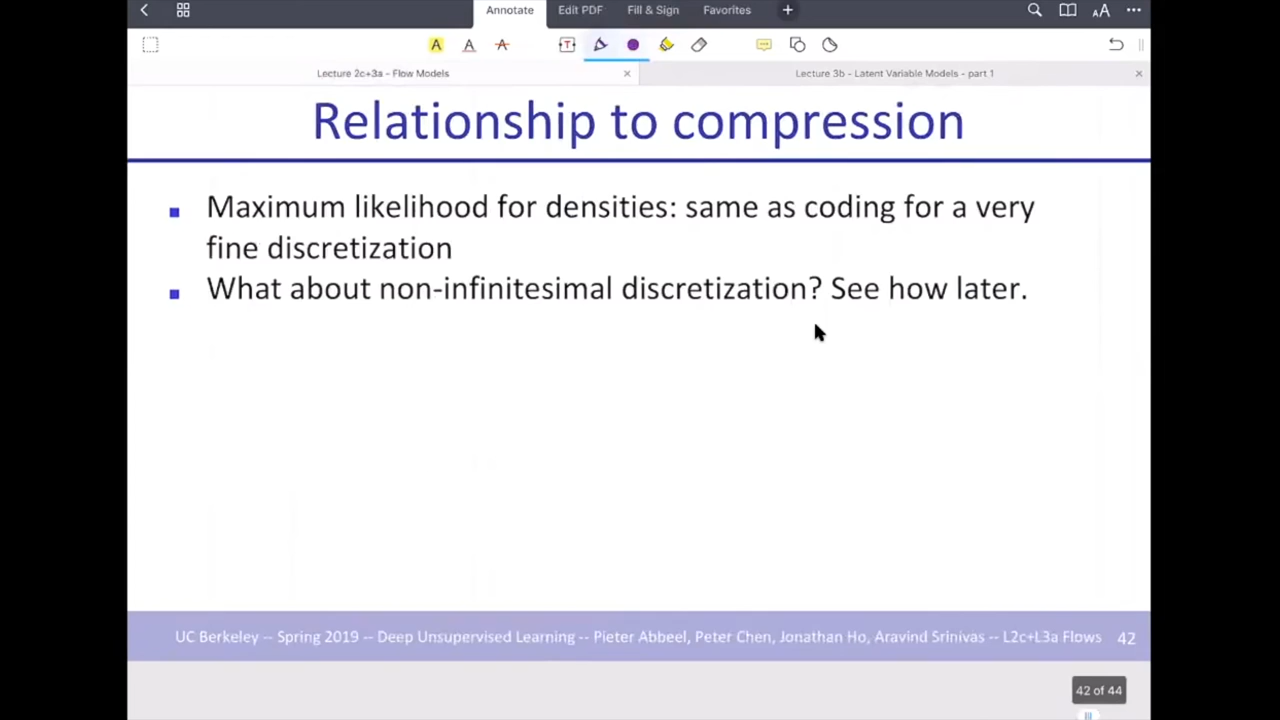 Annotate Edit PDF Fill & Sign Favorites
Lecture 2c+3a - Flow Models
Lecture 3b - Latent Variable Models - part 1
Relationship to compression
Maximum likelihood for densities: same as coding for a very
fine discretization
What about non-infinitesimal discretization? See how later.
UC Berkeley -- Spring 2019 -- Deep Unsupervised Learning -- Pieter Abbeel, Peter Chen, Jonathan Ho, Aravind Srinivas -- L2c+L3a Flows 42
42 of 44